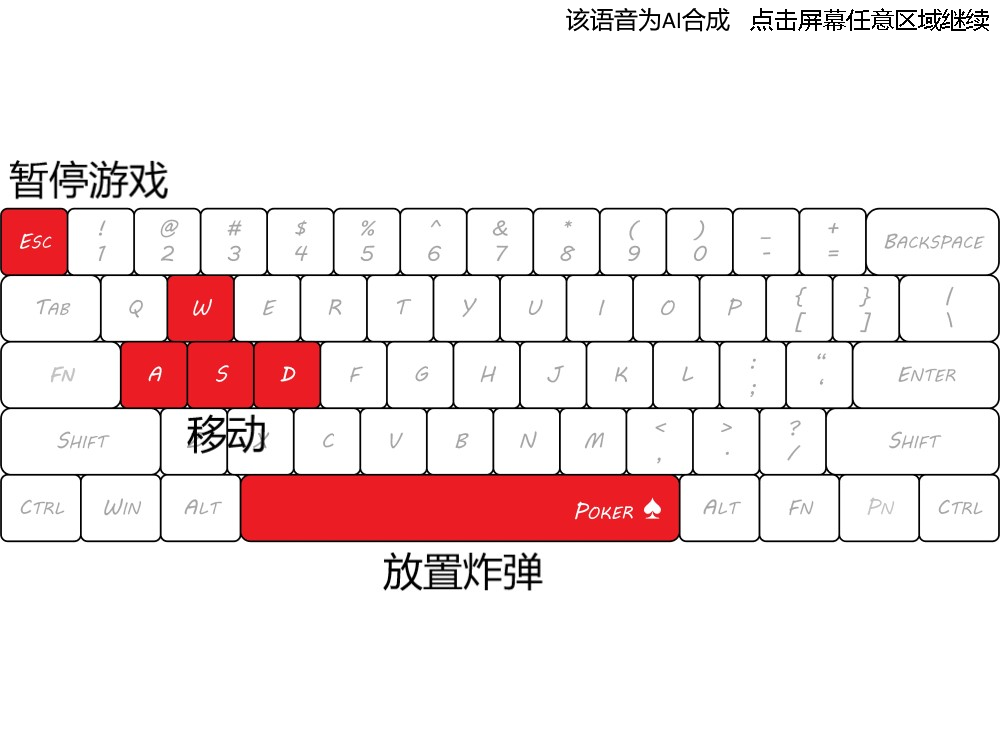 该语音为AI合成 点击屏幕任意区域继续
暂停游戏
Esc ! 1 @ 2 # 3 $ 4 % 5 ^ 6 & 7 * 8 ( 9 ) 0 _ - + = Backspace
Tab Q W E R T Y U I O P { [ } ] | \
Fn A S D F G H J K L : ; “ ‘ Enter
Shift X C V B N M < , > . ? / Shift
移动
Ctrl Win Alt Poker ♠ Alt Fn Pn Ctrl
放置炸弹